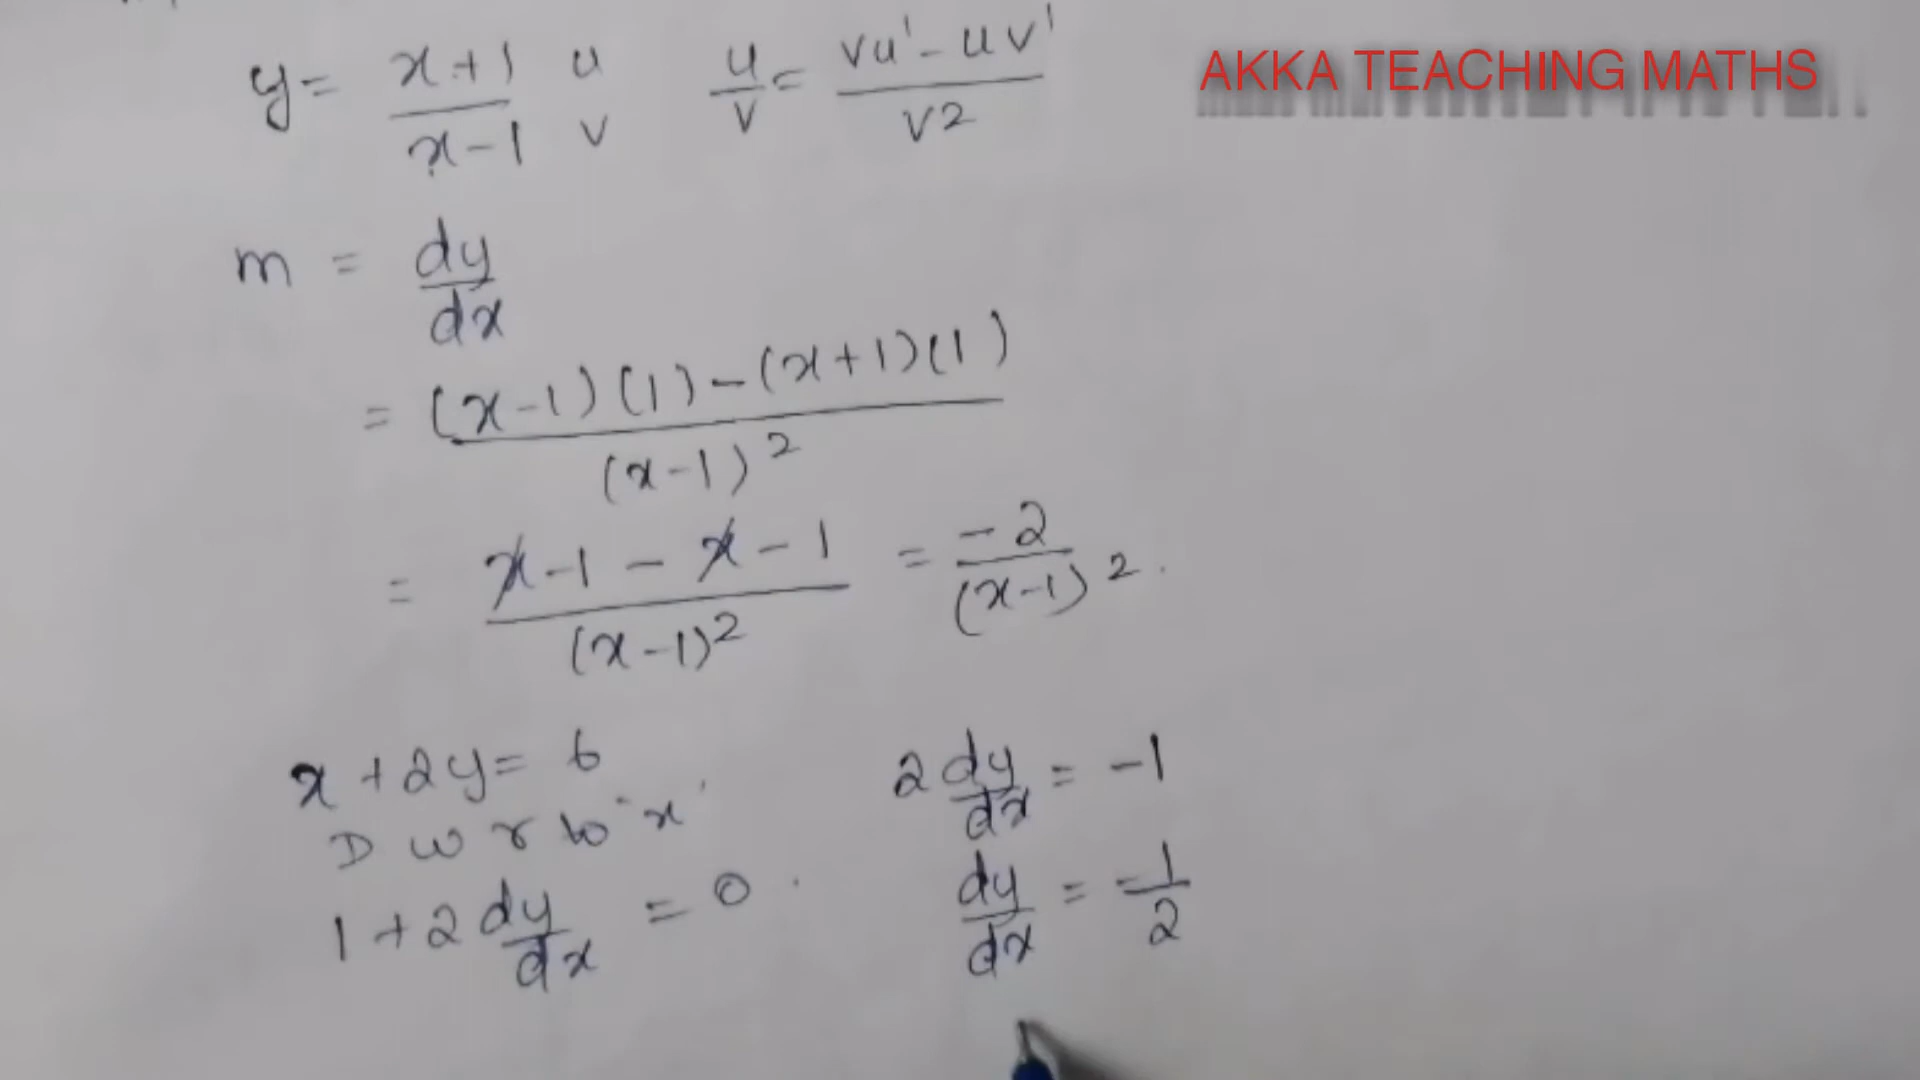 AKKA TEACHING MATHS
y = (x+1)/(x-1) u v u/v = (vu' - uv')/v2
m = dy/dx
= ((x-1)(1)-(x+1)(1))/(x-1)²
= (x-1-x-1)/(x-1)² = -2/(x-1)².
x+2y = 6
D w r to 'x'
1+2 dy/dx = 0.
2 dy/dx = -1
dy/dx = -1/2